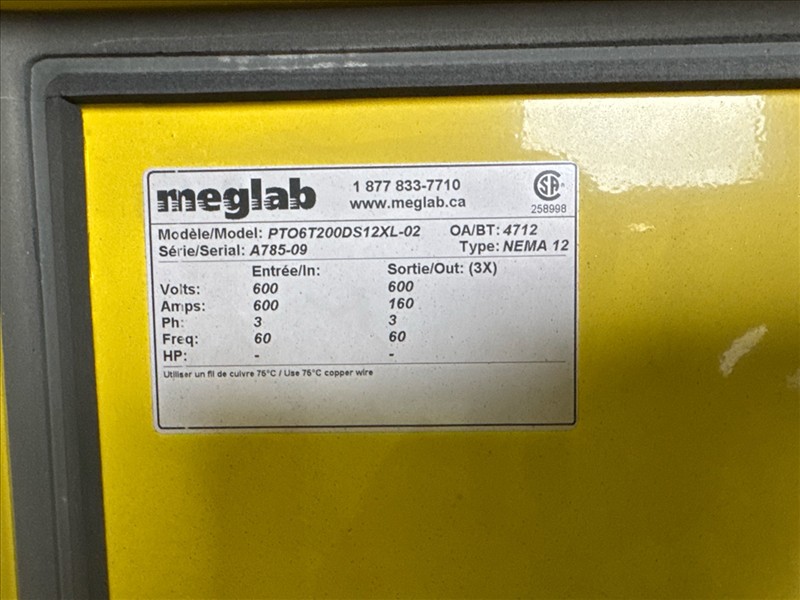 meglab
1 877 833-7710
www.meglab.ca
CSA
258998
Modèle/Model: PTO6T200DS12XL-02 OA/BT: 4712
Série/Serial: A785-09 Type: NEMA 12
Entrée/In: Sortie/Out: (3X)
Volts: 600 600
Amps: 600 160
Ph: 3 3
Freq: 60 60
HP: - -
Utiliser un fil de cuivre 75°C / Use 75°C copper wire